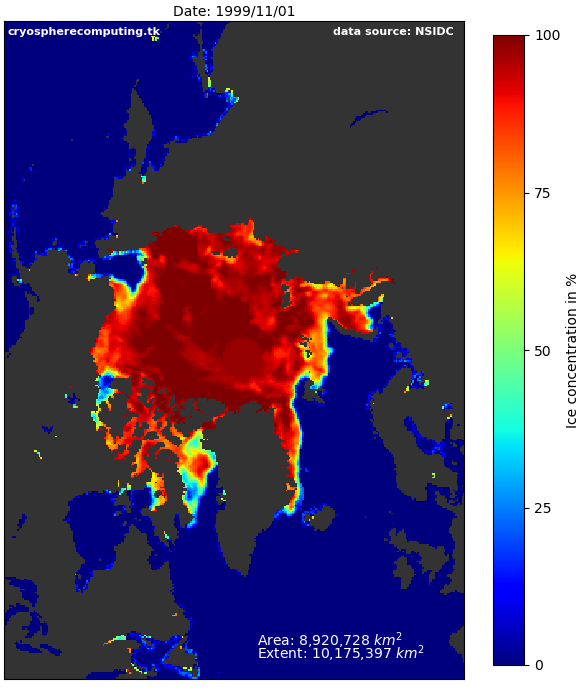 Date: 1999/11/01
cryospherecomputing.tk data source: NSIDC
100
75
50
25
0
Ice concentration in %
Area: 8,920,728 km²
Extent: 10,175,397 km²